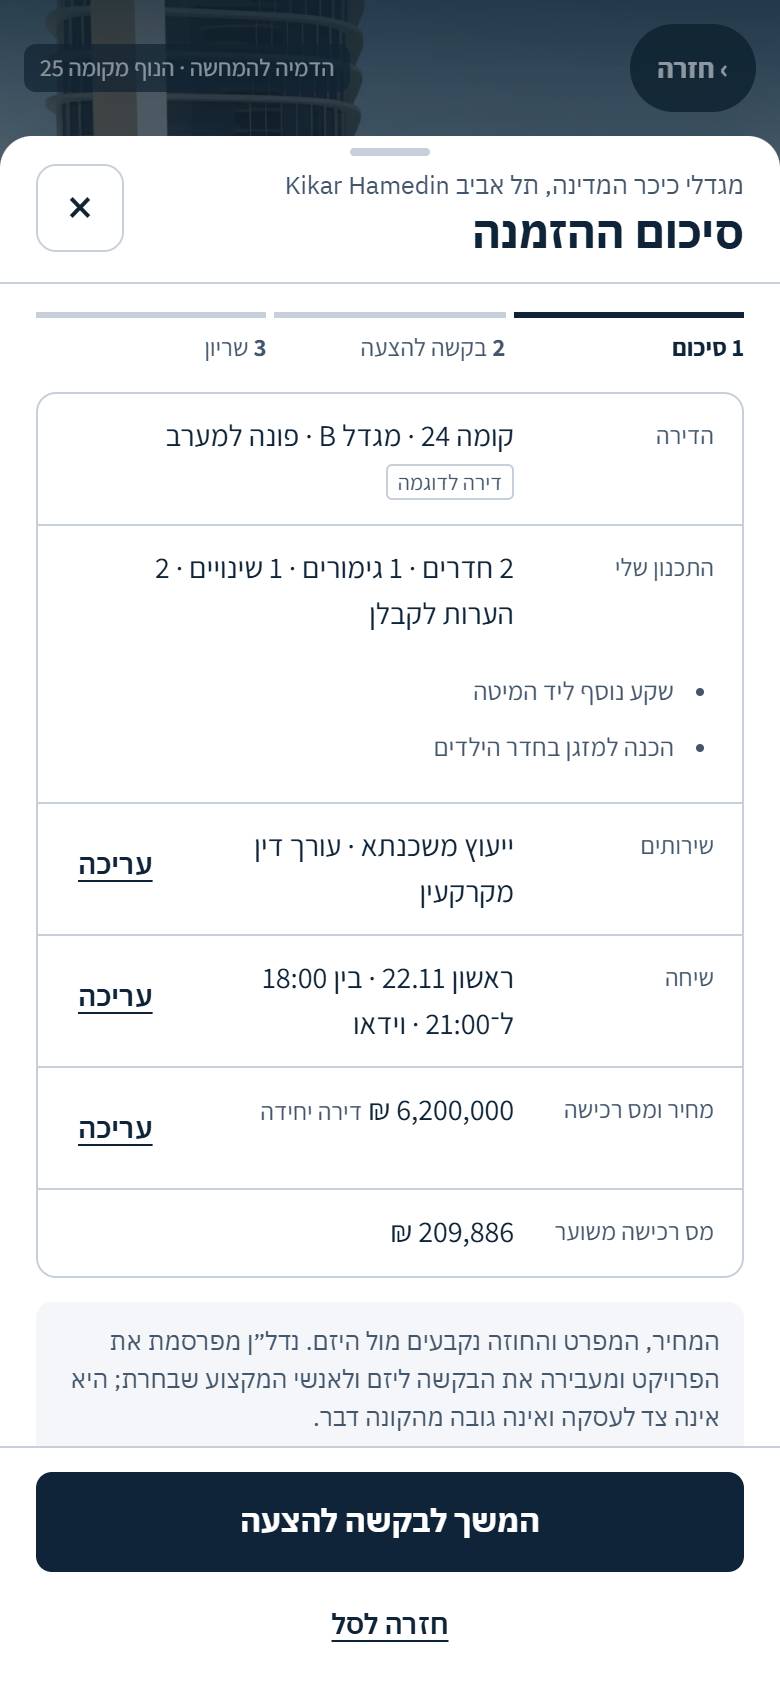 › חזרה
הדמיה להמחשה · הנוף מקומה 25
מגדלי כיכר המדינה, תל אביב Kikar Hamedin
סיכום ההזמנה
×
1 סיכום
2 בקשה להצעה
3 שריון
הדירה
קומה 24 · מגדל B · פונה למערב
דירה לדוגמה
התכנון שלי
2 חדרים · 1 גימורים · 1 שינויים · 2
הערות לקבלן
• שקע נוסף ליד המיטה
• הכנה למזגן בחדר הילדים
שירותים
ייעוץ משכנתא · עורך דין
מקרקעין
עריכה
שיחה
ראשון 22.11 · בין 18:00
ל־21:00 · וידאו
עריכה
מחיר ומס רכישה
6,200,000 ₪ דירה יחידה
עריכה
מס רכישה משוער
209,886 ₪
המחיר, המפרט והחוזה נקבעים מול היזם. נדל״ן מפרסמת את
הפרויקט ומעבירה את הבקשה ליזם ולאנשי המקצוע שבחרת; היא
אינה צד לעסקה ואינה גובה מהקונה דבר.
המשך לבקשה להצעה
חזרה לסל